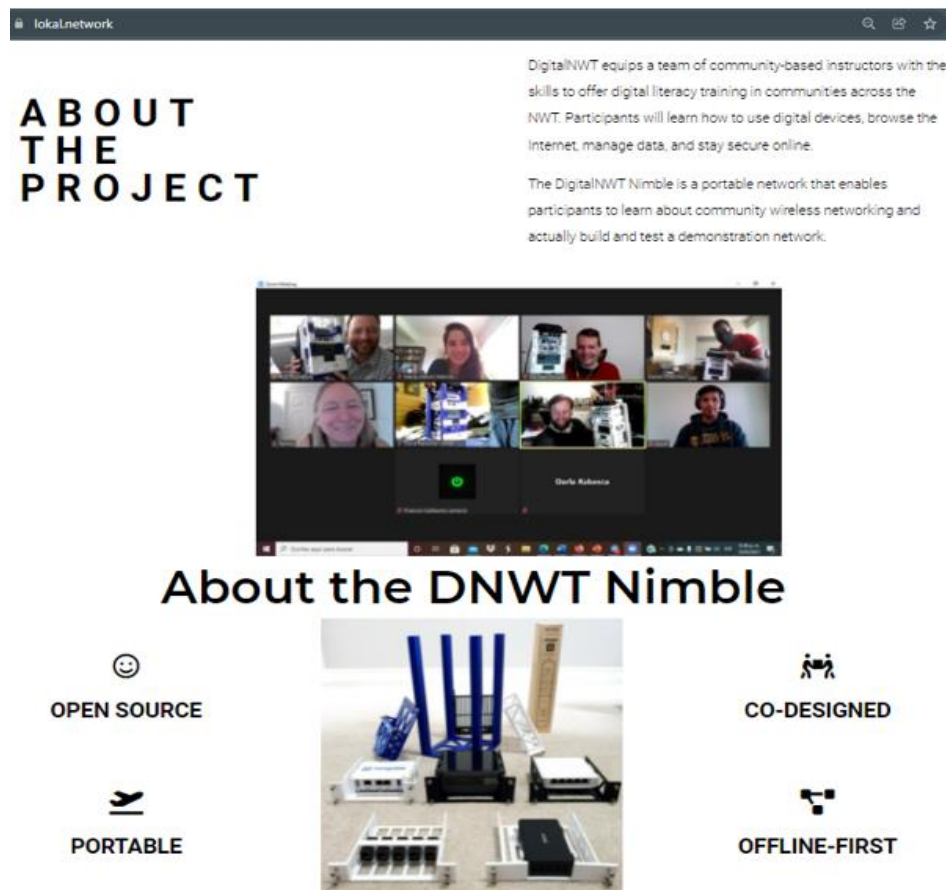 lokal.network
ABOUT
THE
PROJECT
DigitalNWT equips a team of community-based instructors with the
skills to offer digital literacy training in communities across the
NWT. Participants will learn how to use digital devices, browse the
Internet, manage data, and stay secure online.
The DigitalNWT Nimble is a portable network that enables
participants to learn about community wireless networking and
actually build and test a demonstration network.
Zoom Meeting
About the DNWT Nimble
OPEN SOURCE
CO-DESIGNED
PORTABLE
OFFLINE-FIRST